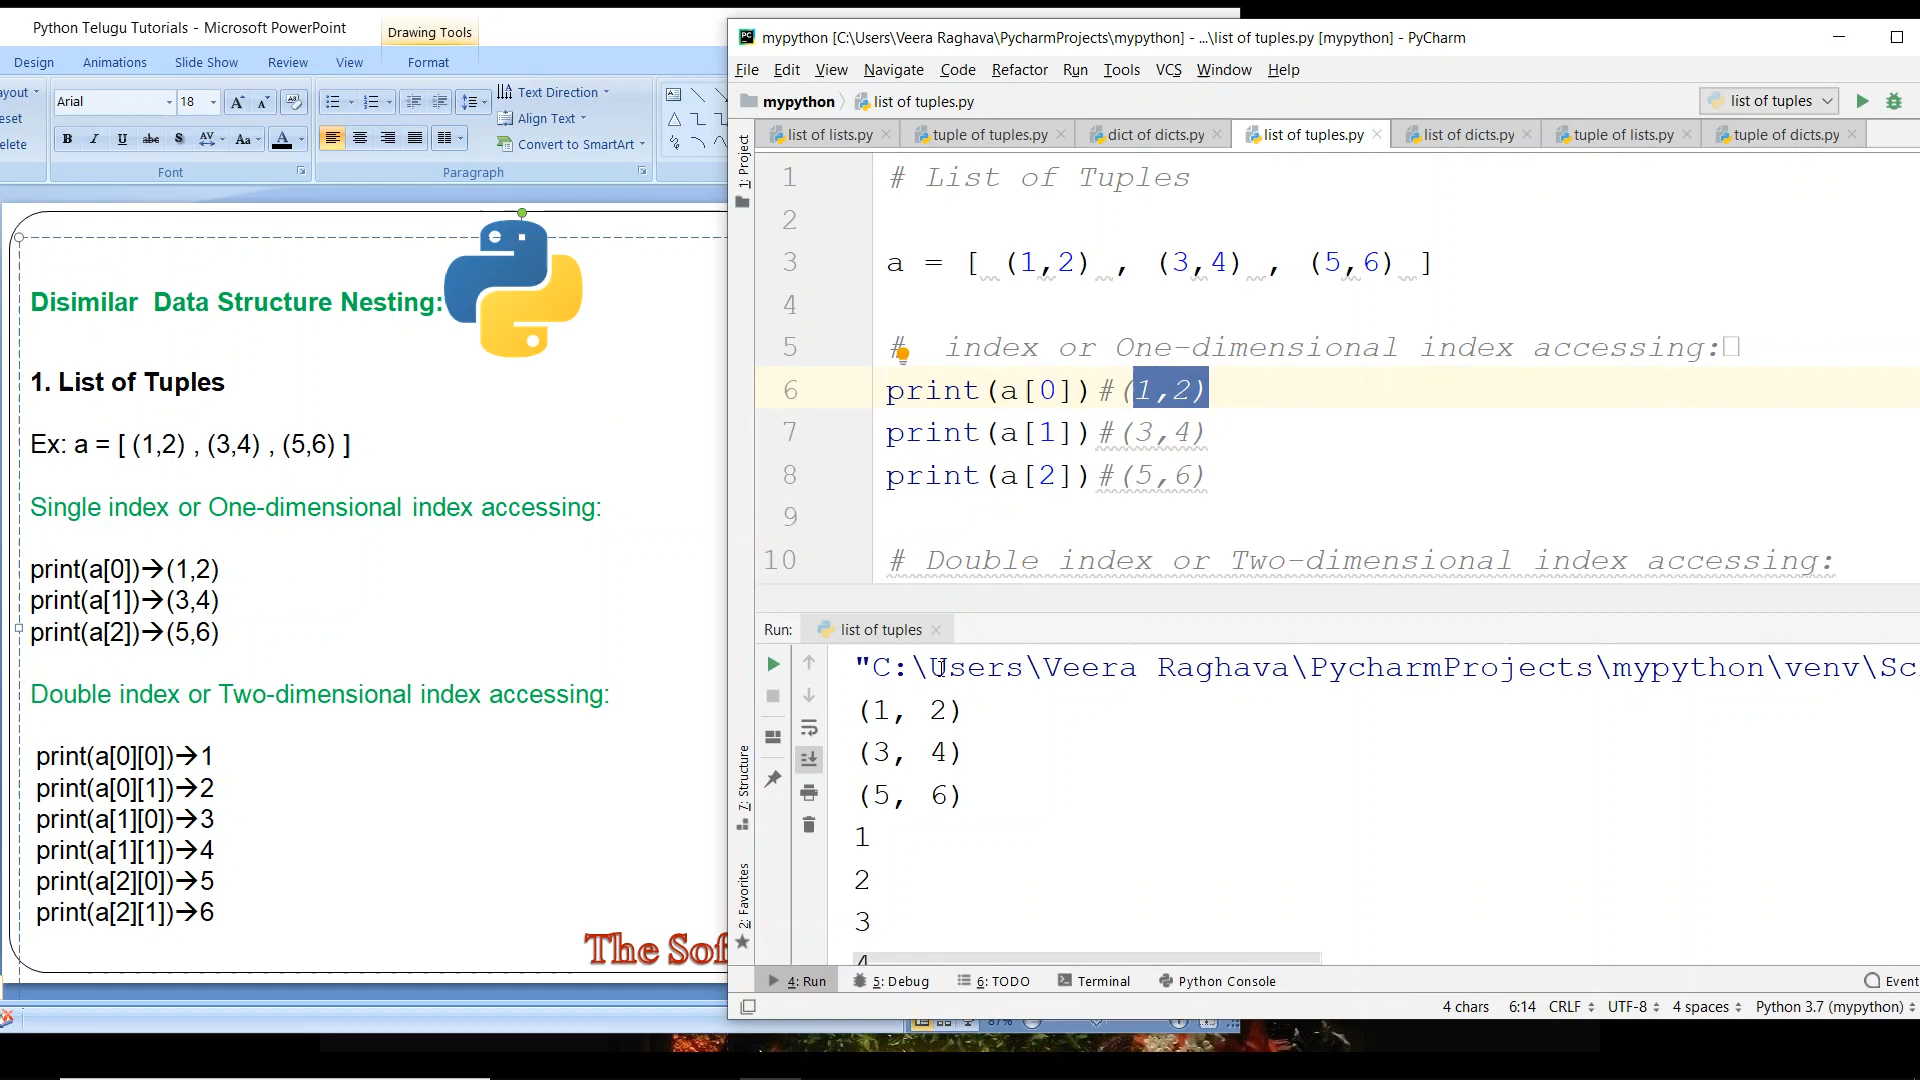 Python Telugu Tutorials - Microsoft PowerPoint
Drawing Tools
Design Animations Slide Show Review View Format
Arial 18
Text Direction
Align Text
Convert to SmartArt
B I U abc S AV Aa A
Font Paragraph
Disimilar Data Structure Nesting:
1. List of Tuples
Ex: a = [ (1,2) , (3,4) , (5,6) ]
Single index or One-dimensional index accessing:
print(a[0])→(1,2)
print(a[1])→(3,4)
print(a[2])→(5,6)
Double index or Two-dimensional index accessing:
print(a[0][0])→1
print(a[0][1])→2
print(a[1][0])→3
print(a[1][1])→4
print(a[2][0])→5
print(a[2][1])→6
The Sof
87%
mypython [C:\Users\Veera Raghava\PycharmProjects\mypython] - ...\list of tuples.py [mypython] - PyCharm
File Edit View Navigate Code Refactor Run Tools VCS Window Help
mypython list of tuples.py
list of tuples
list of lists.py tuple of tuples.py dict of dicts.py list of tuples.py list of dicts.py tuple of lists.py tuple of dicts.py
1: Project
1 # List of Tuples
2
3 a = [ (1,2) , (3,4) , (5,6) ]
4
5 # index or One-dimensional index accessing:
6 print(a[0])#(1,2)
7 print(a[1])#(3,4)
8 print(a[2])#(5,6)
9
10 # Double index or Two-dimensional index accessing:
Run: list of tuples
"C:\Users\Veera Raghava\PycharmProjects\mypython\venv\Sc
(1, 2)
(3, 4)
(5, 6)
1
2
3
4
7: Structure
2: Favorites
4: Run 5: Debug 6: TODO Terminal Python Console Event
4 chars 6:14 CRLF UTF-8 4 spaces Python 3.7 (mypython)